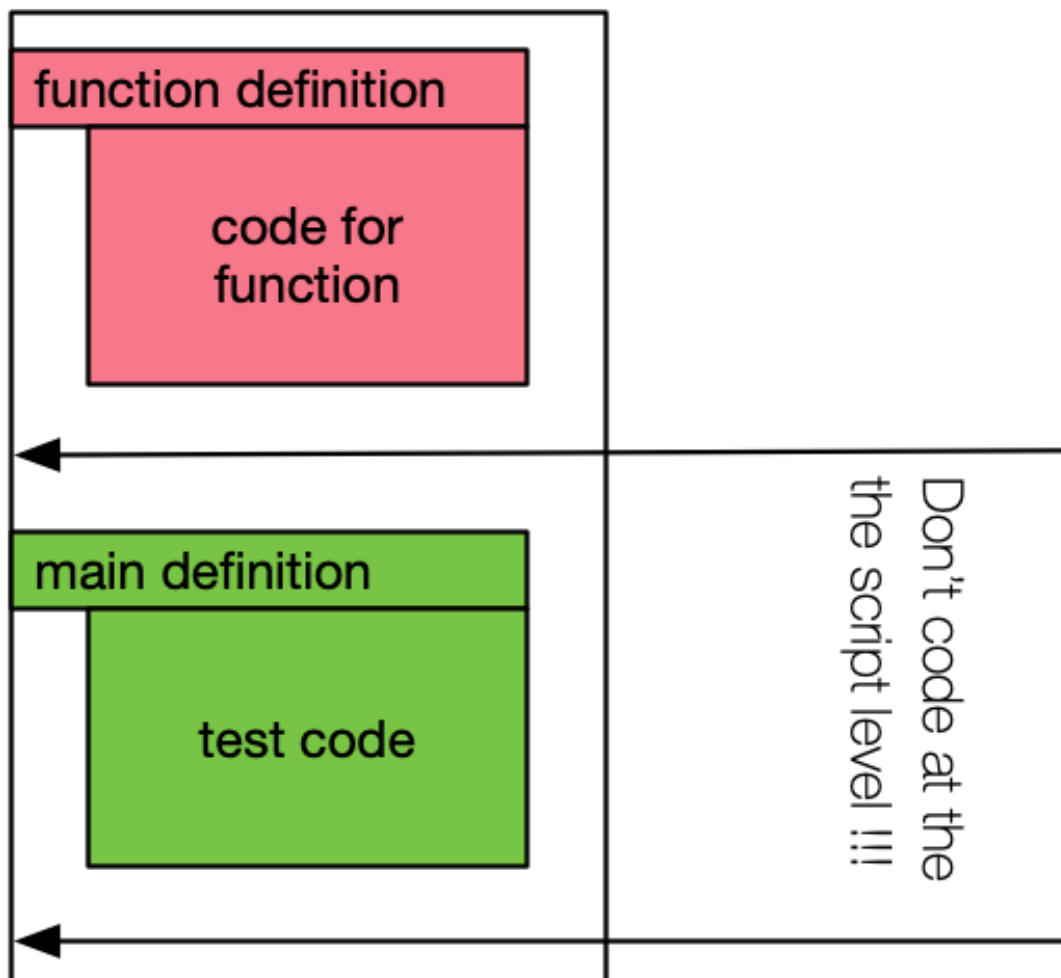 function definition
code for
function
main definition
test code
Don't code at the
the script level !!!!